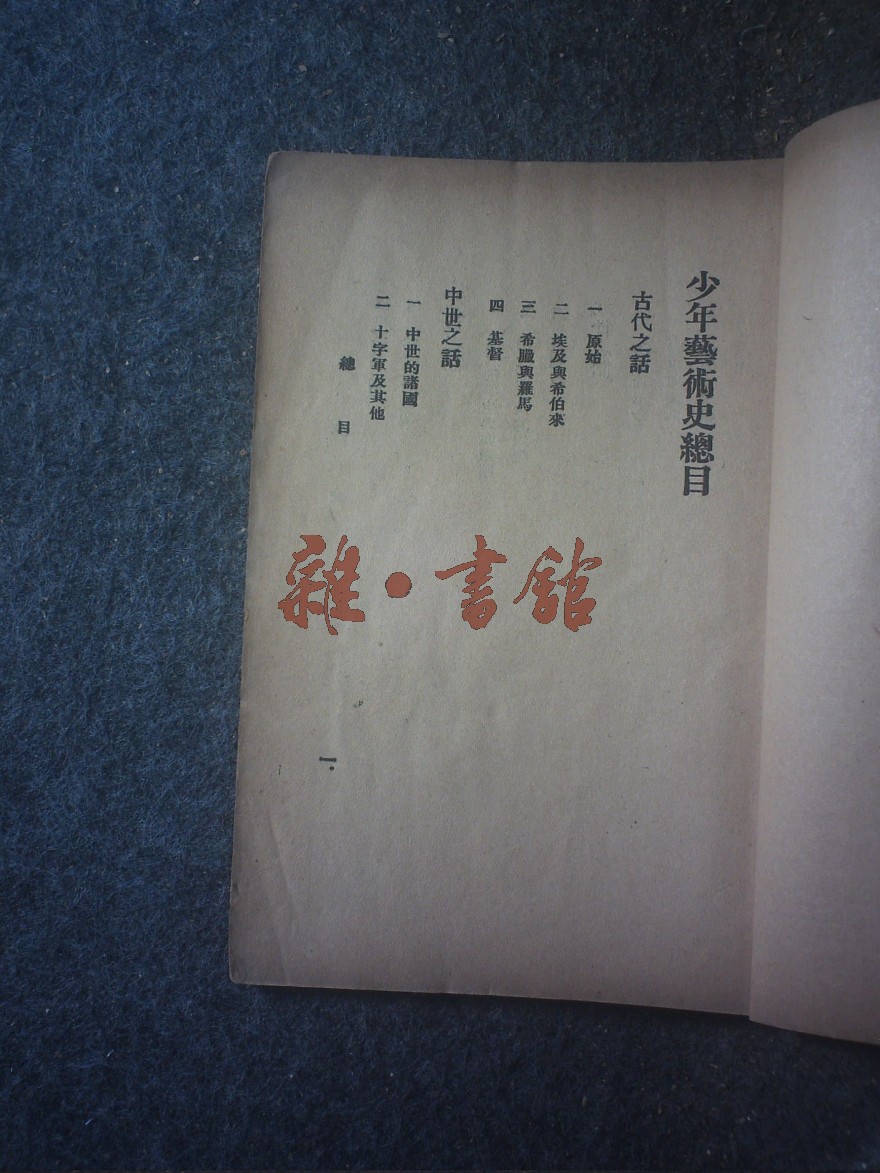 少年藝術史總目
古代之話
一 原始
二 埃及與希伯來
三 希臘與羅馬
四 基督
中世之話
一 中世的諸國
二 十字軍及其他
總目
一
雜·書館